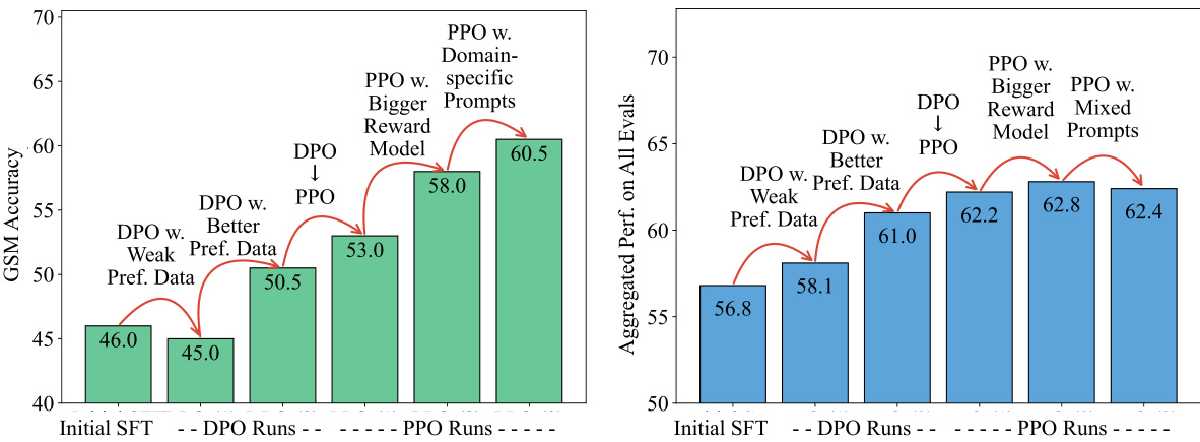 70
65
60
55
50
45
40
GSM Accuracy
46.0
45.0
50.5
53.0
58.0
60.5
DPO w.
Weak
Pref. Data
DPO w.
Better
Pref. Data
DPO
↓
PPO
PPO w.
Bigger
Reward
Model
PPO w.
Domain-
specific
Prompts
Initial SFT
- - DPO Runs - -
- - - - - PPO Runs - - - - -
70
65
60
55
50
Aggregated Perf. on All Evals
56.8
58.1
61.0
62.2
62.8
62.4
DPO w.
Weak
Pref. Data
DPO w.
Better
Pref. Data
DPO
↓
PPO
PPO w.
Bigger
Reward
Model
PPO w.
Mixed
Prompts
Initial SFT
- - DPO Runs - -
- - - - - PPO Runs - - - - -